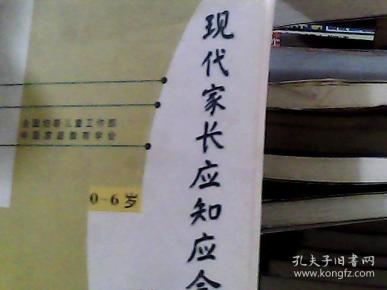 现代家长应知应会
全国妇联儿童工作部
中国家庭教育学会
0-6岁
孔夫子旧书网
www.kongfz.com